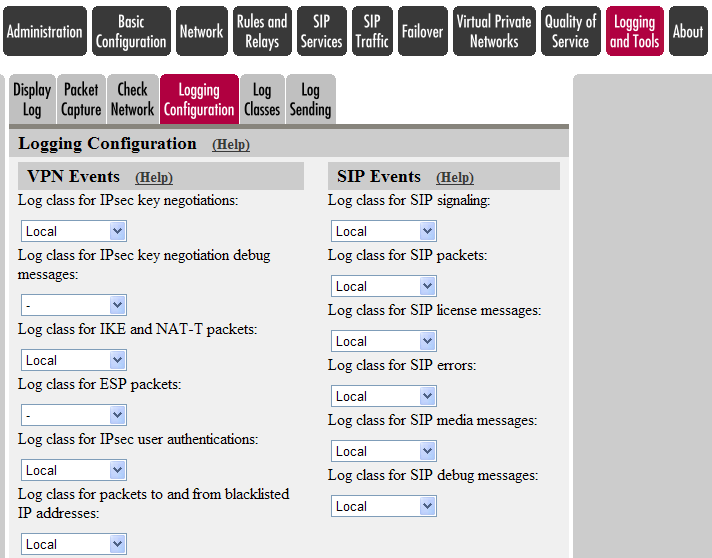 Administration
Basic
Configuration
Network
Rules and
Relays
SIP
Services
SIP
Traffic
Failover
Virtual Private
Networks
Quality of
Service
Logging
and Tools
About
Display
Log
Packet
Capture
Check
Network
Logging
Configuration
Log
Classes
Log
Sending
Logging Configuration (Help)
VPN Events (Help)
Log class for IPsec key negotiations:
Local
Log class for IPsec key negotiation debug
messages:
-
Log class for IKE and NAT-T packets:
Local
Log class for ESP packets:
-
Log class for IPsec user authentications:
Local
Log class for packets to and from blacklisted
IP addresses:
Local
SIP Events (Help)
Log class for SIP signaling:
Local
Log class for SIP packets:
Local
Log class for SIP license messages:
Local
Log class for SIP errors:
Local
Log class for SIP media messages:
Local
Log class for SIP debug messages:
Local